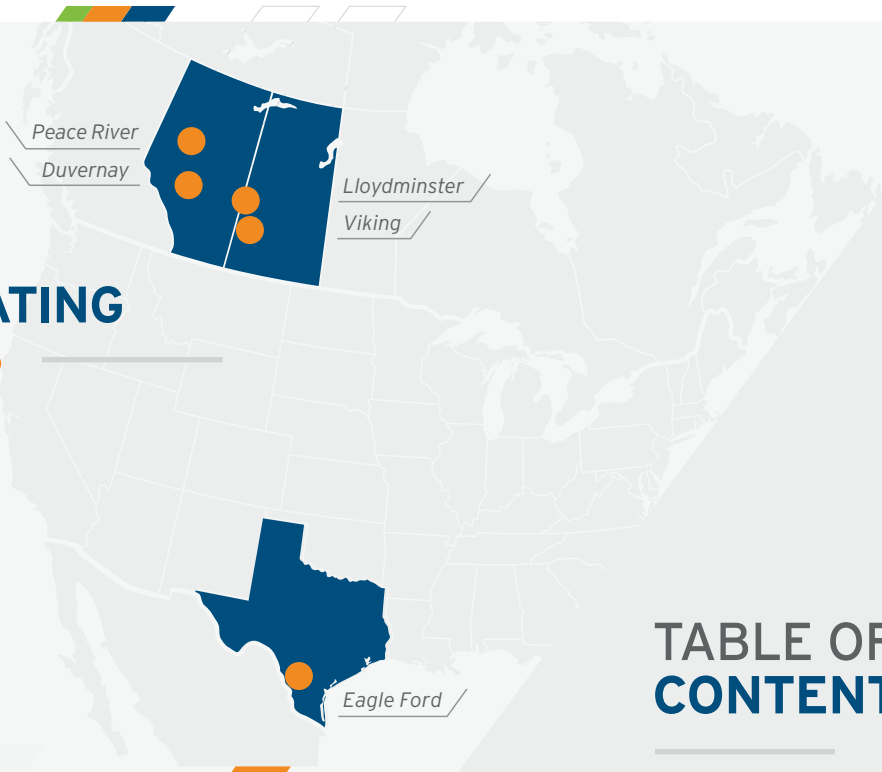 Peace River
Duvernay
Lloydminster
Viking
ATING
Eagle Ford
TABLE OF
CONTENT